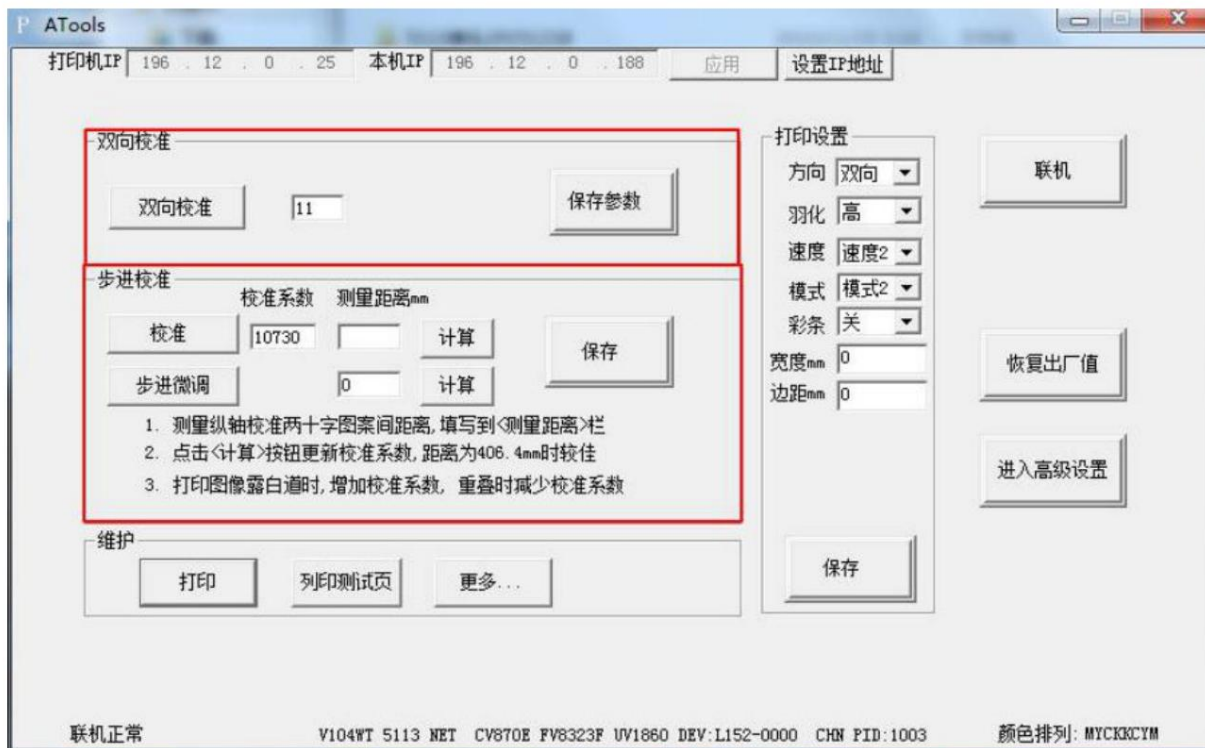 P ATools
打印机IP 196 . 12 . 0 . 25 本机IP 196 . 12 . 0 . 188 应用 设置IP地址
双向校准
双向校准 11 保存参数
步进校准
校准系数 测量距离mm
校准 10730 计算 保存
步进微调 0 计算
1. 测量纵轴校准两十字图案间距离,填写到<测量距离>栏
2. 点击<计算>按钮更新校准系数,距离为406.4mm时较佳
3. 打印图像露白道时,增加校准系数, 重叠时减少校准系数
维护
打印 列印测试页 更多...
打印设置
方向 双向
羽化 高
速度 速度2
模式 模式2
彩条 关
宽度mm 0
边距mm 0
保存
联机
恢复出厂值
进入高级设置
联机正常 V104WT 5113 NET CV870E FV8323F UV1860 DEV:L152-0000 CHN PID:1003 颜色排列: MYCKKCYM